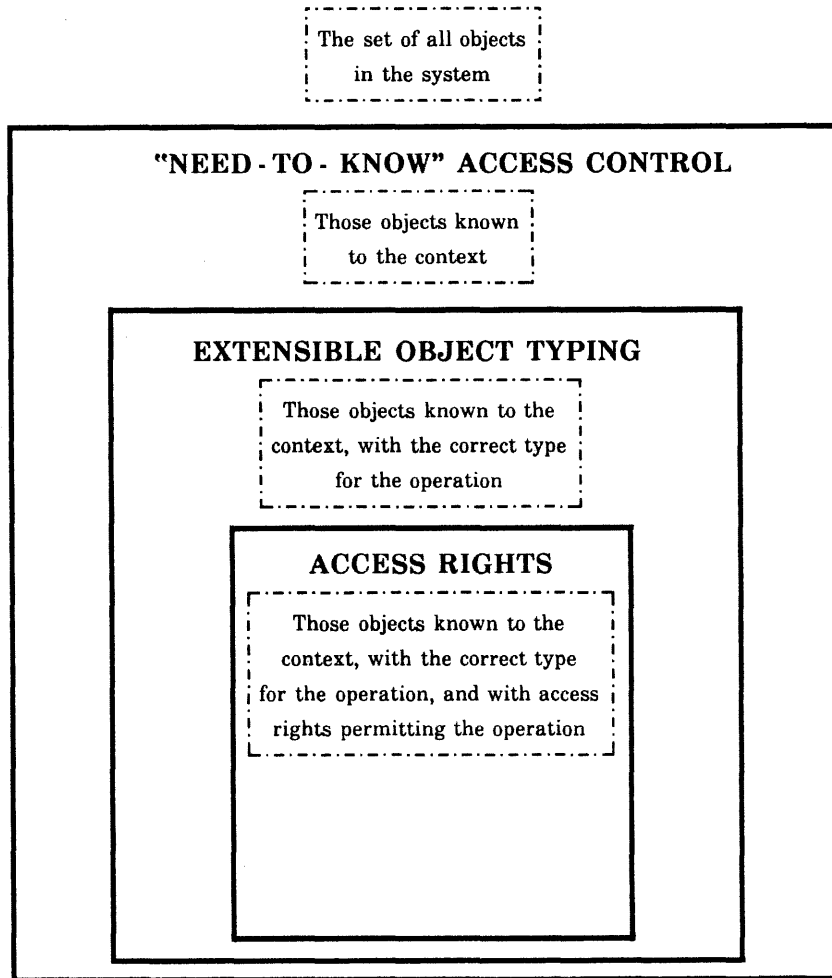 The set of all objects
in the system
"NEED - TO - KNOW" ACCESS CONTROL
Those objects known
to the context
EXTENSIBLE OBJECT TYPING
Those objects known to the
context, with the correct type
for the operation
ACCESS RIGHTS
Those objects known to the
context, with the correct type
for the operation, and with access
rights permitting the operation